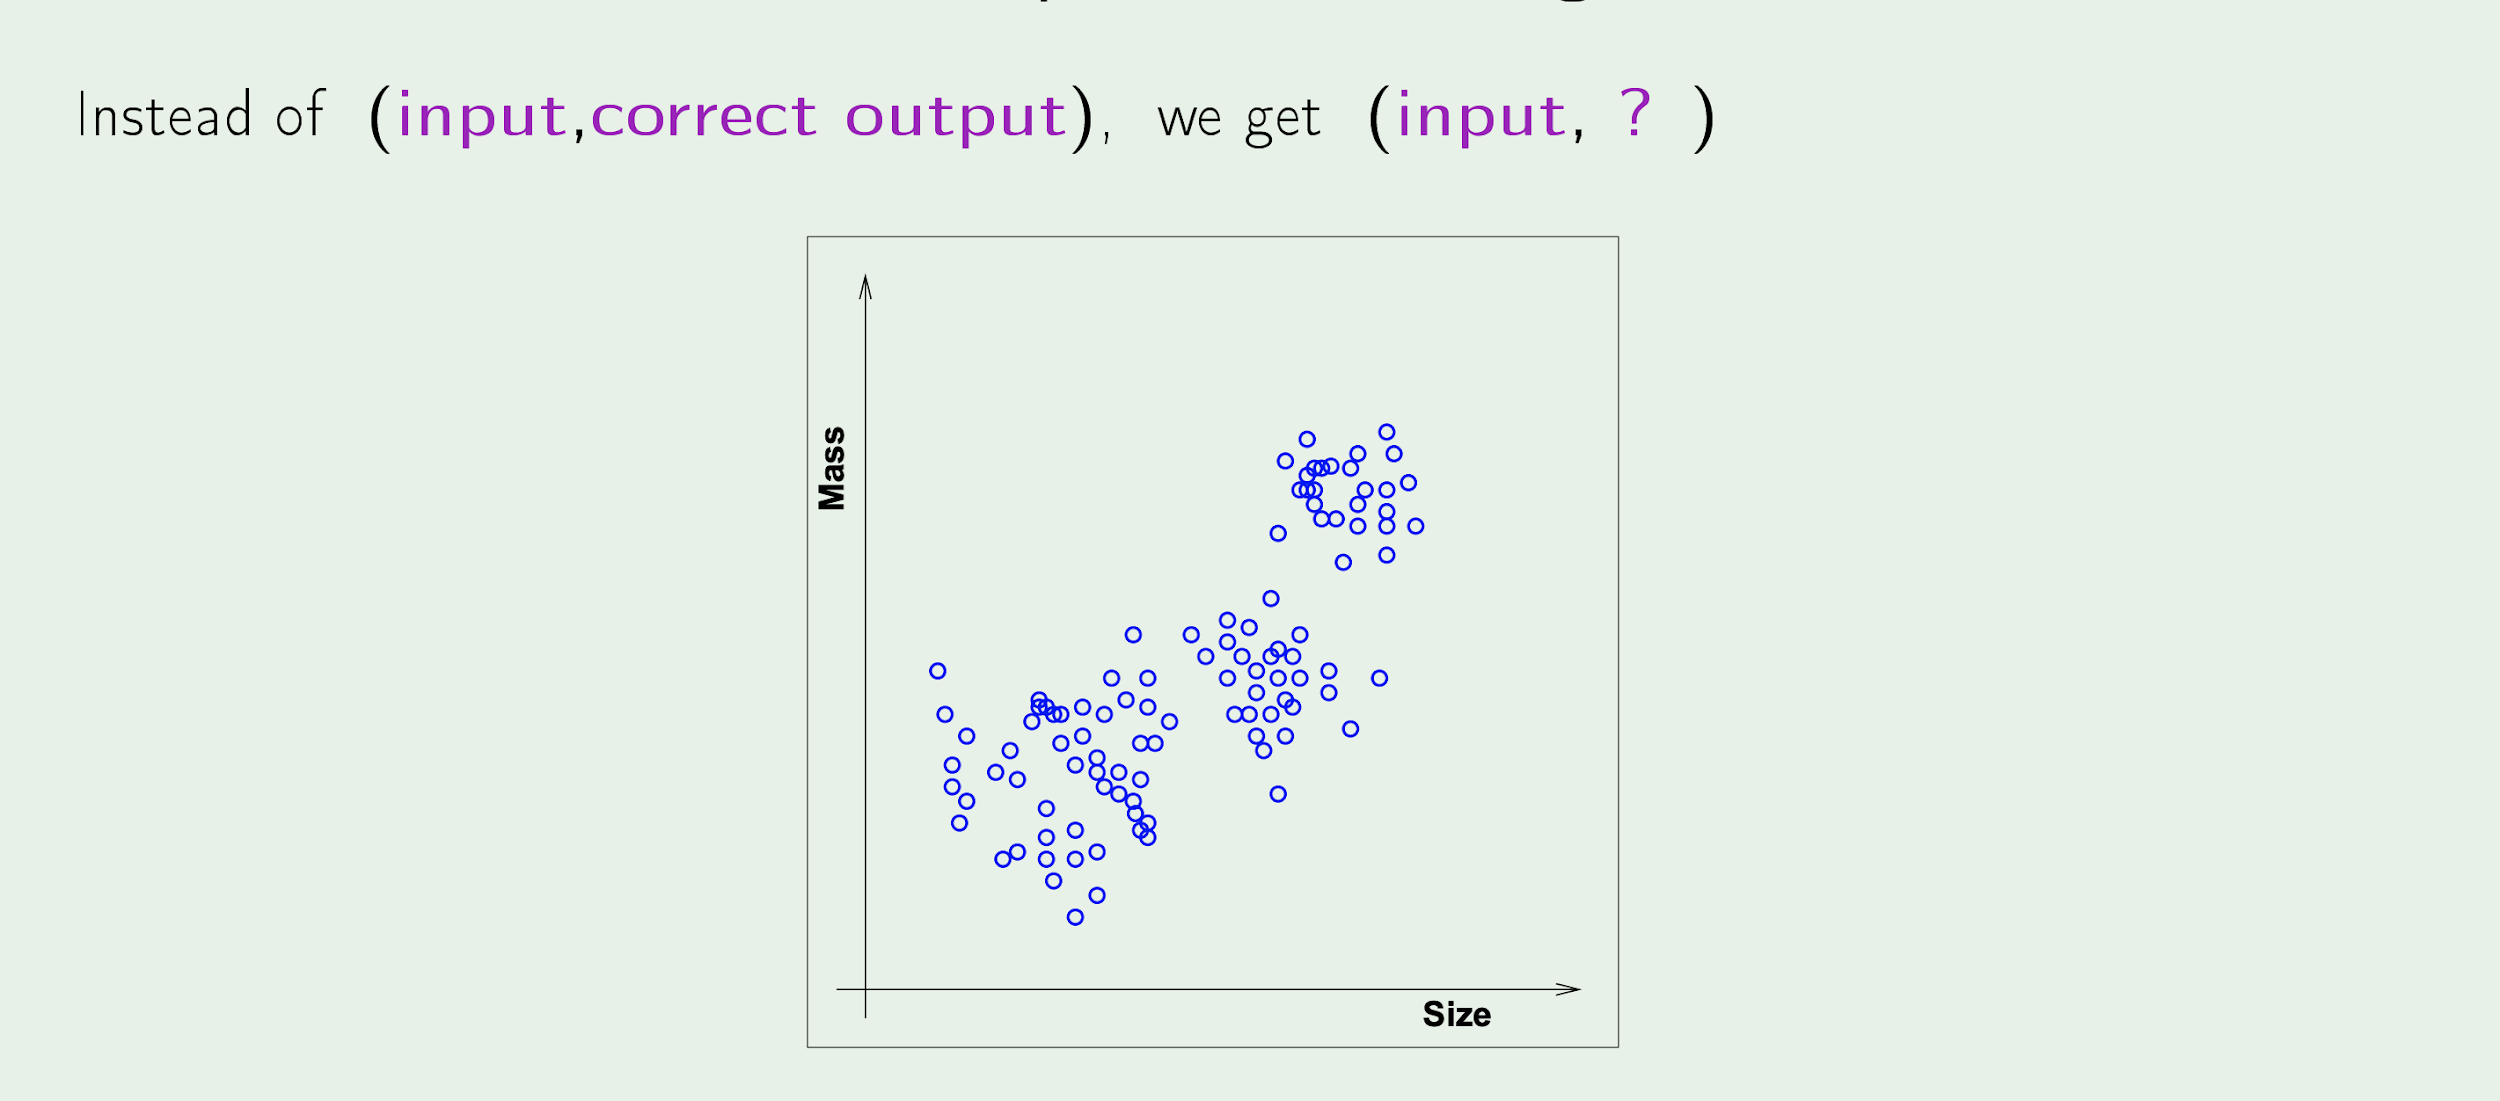 Instead of (input,correct output), we get (input, ? )
Mass
Size